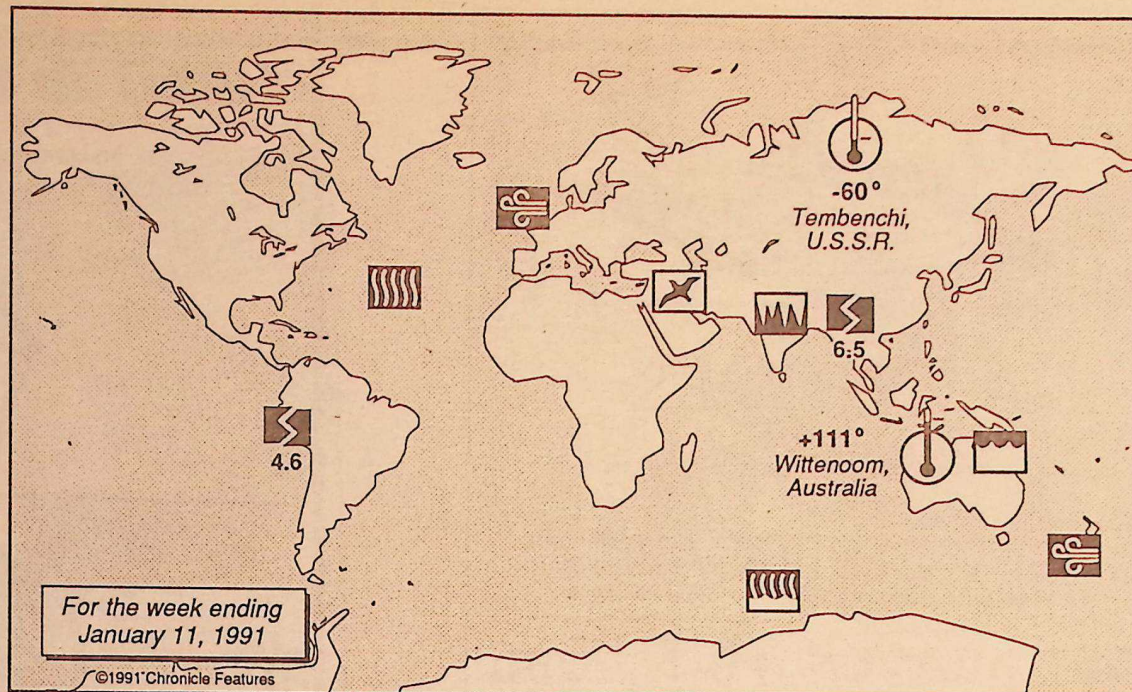 -60°
Tembenchi,
U.S.S.R.
6.5
4.6
+111°
Wittenoom,
Australia
For the week ending
January 11, 1991
©1991 Chronicle Features